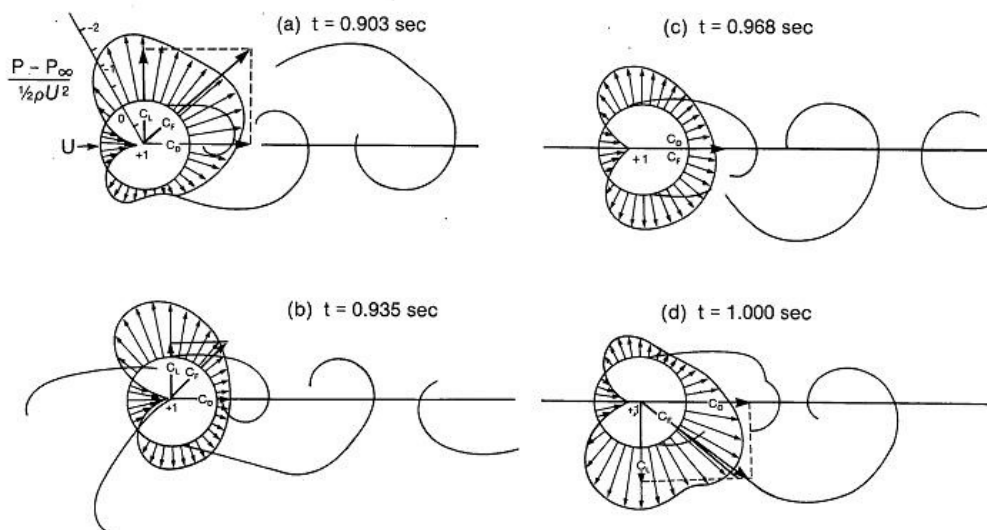 (a) t = 0.903 sec
-2
-1
0
P – P∞
½ρU²
U
C_L
C_F
C_D
+1
(c) t = 0.968 sec
C_D
C_F
+1
(b) t = 0.935 sec
C_L
C_F
C_D
+1
(d) t = 1.000 sec
C_D
C_F
C_L